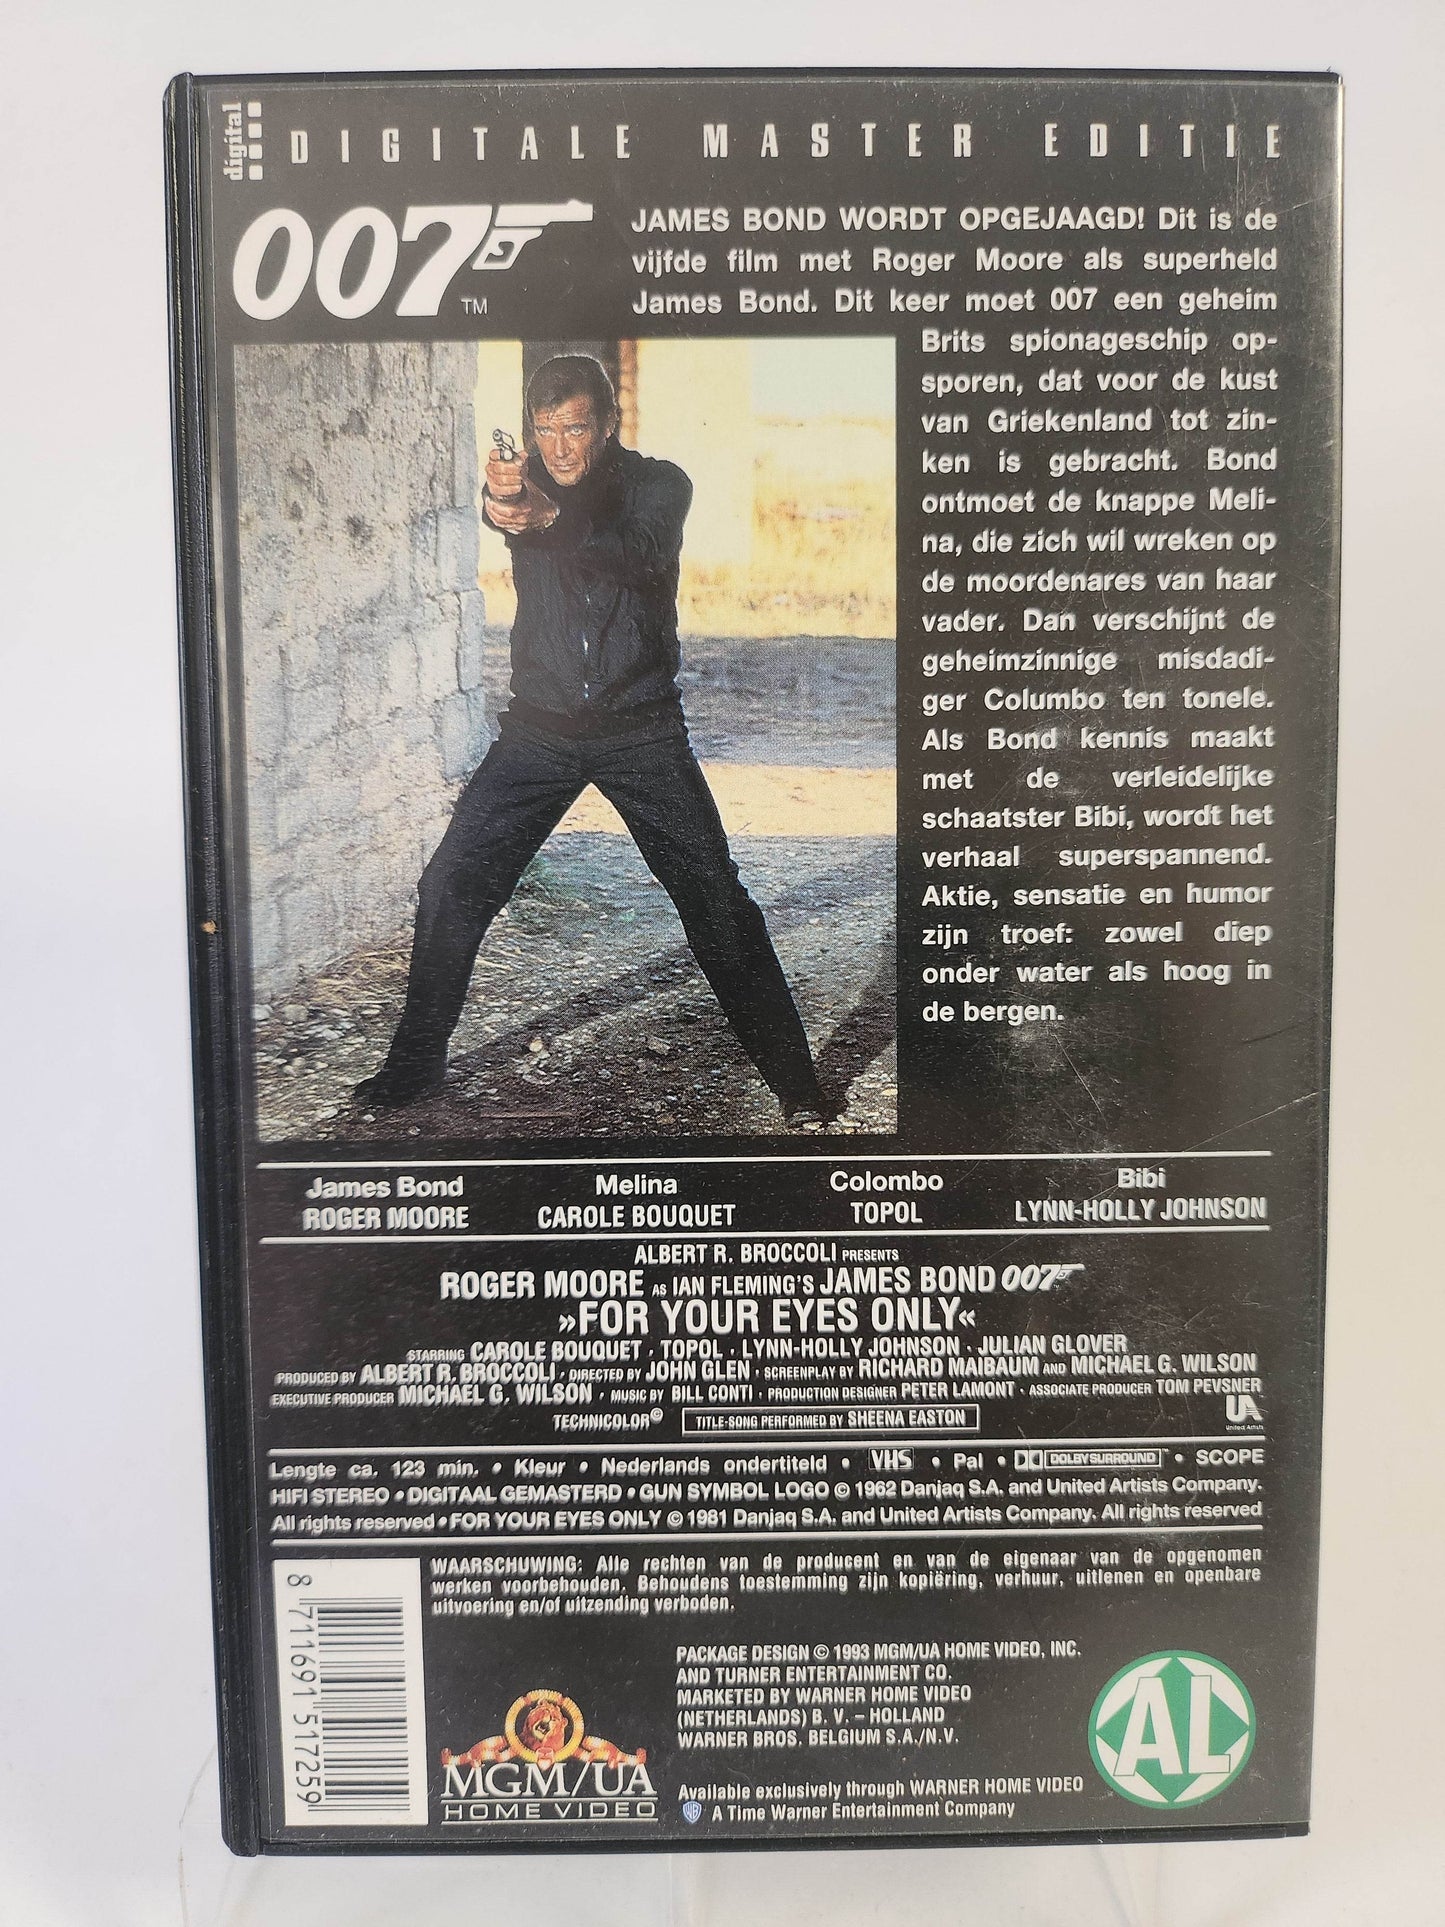 digital
DIGITALE MASTER EDITIE
007 TM
JAMES BOND WORDT OPGEJAAGD! Dit is de
vijfde film met Roger Moore als superheld
James Bond. Dit keer moet 007 een geheim
Brits spionageschip op-
sporen, dat voor de kust
van Griekenland tot zin-
ken is gebracht. Bond
ontmoet de knappe Meli-
na, die zich wil wreken op
de moordenares van haar
vader. Dan verschijnt de
geheimzinnige misdadi-
ger Columbo ten tonele.
Als Bond kennis maakt
met de verleidelijke
schaatster Bibi, wordt het
verhaal superspannend.
Aktie, sensatie en humor
zijn troef: zowel diep
onder water als hoog in
de bergen.
James Bond Melina Colombo Bibi
ROGER MOORE CAROLE BOUQUET TOPOL LYNN-HOLLY JOHNSON
ALBERT R. BROCCOLI PRESENTS
ROGER MOORE AS IAN FLEMING'S JAMES BOND 007
»FOR YOUR EYES ONLY«
STARRING CAROLE BOUQUET · TOPOL · LYNN-HOLLY JOHNSON · JULIAN GLOVER
PRODUCED BY ALBERT R. BROCCOLI · DIRECTED BY JOHN GLEN · SCREENPLAY BY RICHARD MAIBAUM AND MICHAEL G. WILSON
EXECUTIVE PRODUCER MICHAEL G. WILSON · MUSIC BY BILL CONTI · PRODUCTION DESIGNER PETER LAMONT · ASSOCIATE PRODUCER TOM PEVSNER
TECHNICOLOR© TITLE-SONG PERFORMED BY SHEENA EASTON UA
United Artists
Lengte ca. 123 min. • Kleur • Nederlands ondertiteld • VHS • Pal • DOLBY SURROUND ™ • SCOPE
HIFI STEREO • DIGITAAL GEMASTERD • GUN SYMBOL LOGO © 1962 Danjaq S.A. and United Artists Company.
All rights reserved • FOR YOUR EYES ONLY © 1981 Danjaq S.A. and United Artists Company. All rights reserved
WAARSCHUWING: Alle rechten van de producent en van de eigenaar van de opgenomen
werken voorbehouden. Behoudens toestemming zijn kopiëring, verhuur, uitlenen en openbare
uitvoering en/of uitzending verboden.
8 711691 517259
PACKAGE DESIGN © 1993 MGM/UA HOME VIDEO, INC.
AND TURNER ENTERTAINMENT CO.
MARKETED BY WARNER HOME VIDEO
(NETHERLANDS) B. V. – HOLLAND
WARNER BROS. BELGIUM S.A./N.V.
MGM/UA
HOME VIDEO
Available exclusively through WARNER HOME VIDEO
WB A Time Warner Entertainment Company
AL